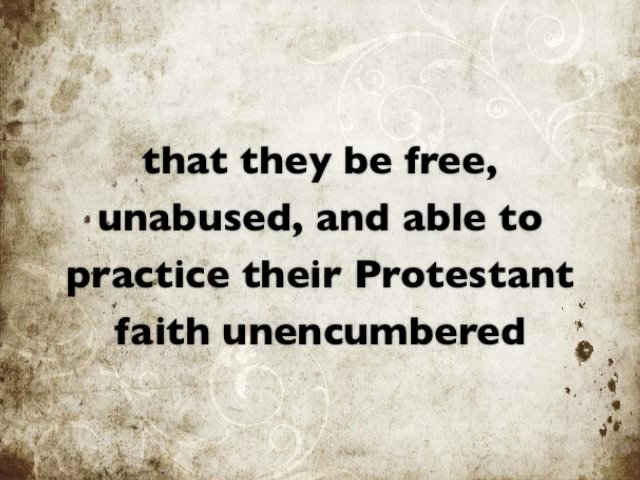 that they be free,
unabused, and able to
practice their Protestant
faith unencumbered